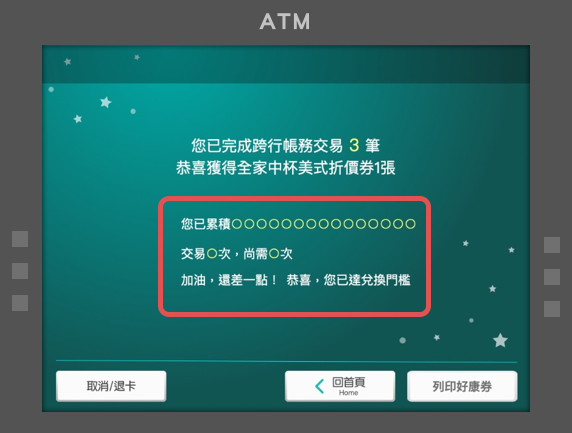 ATM
您已完成跨行帳務交易 3 筆
恭喜獲得全家中杯美式折價券1張
您已累積○○○○○○○○○○○○○○○
交易○次，尚需○次
加油，還差一點！ 恭喜，您已達兌換門檻
取消/退卡
回首頁
Home
列印好康券